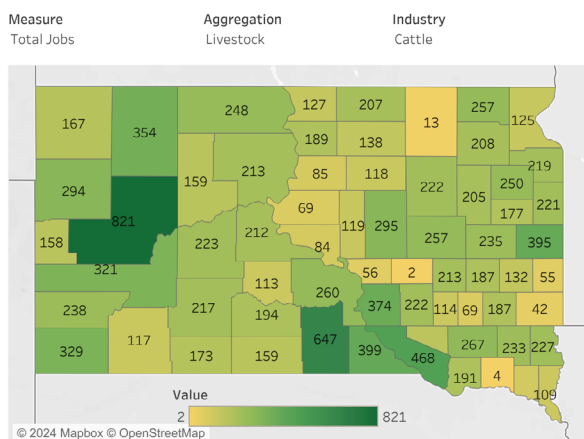 Measure Aggregation Industry
Total Jobs Livestock Cattle
167 354 248 127 207 13 257 125
189 138 208
294 159 213 85 118 222 219
821 69 205 250 221
158 223 212 119 295 177
84 257 235 395
321 56 2 213 187 132 55
238 217 113 260 374 222 114 69 187 42
194
329 117 173 159 647 399 468 267 233 227
191 4 109
Value
2 821
© 2024 Mapbox © OpenStreetMap